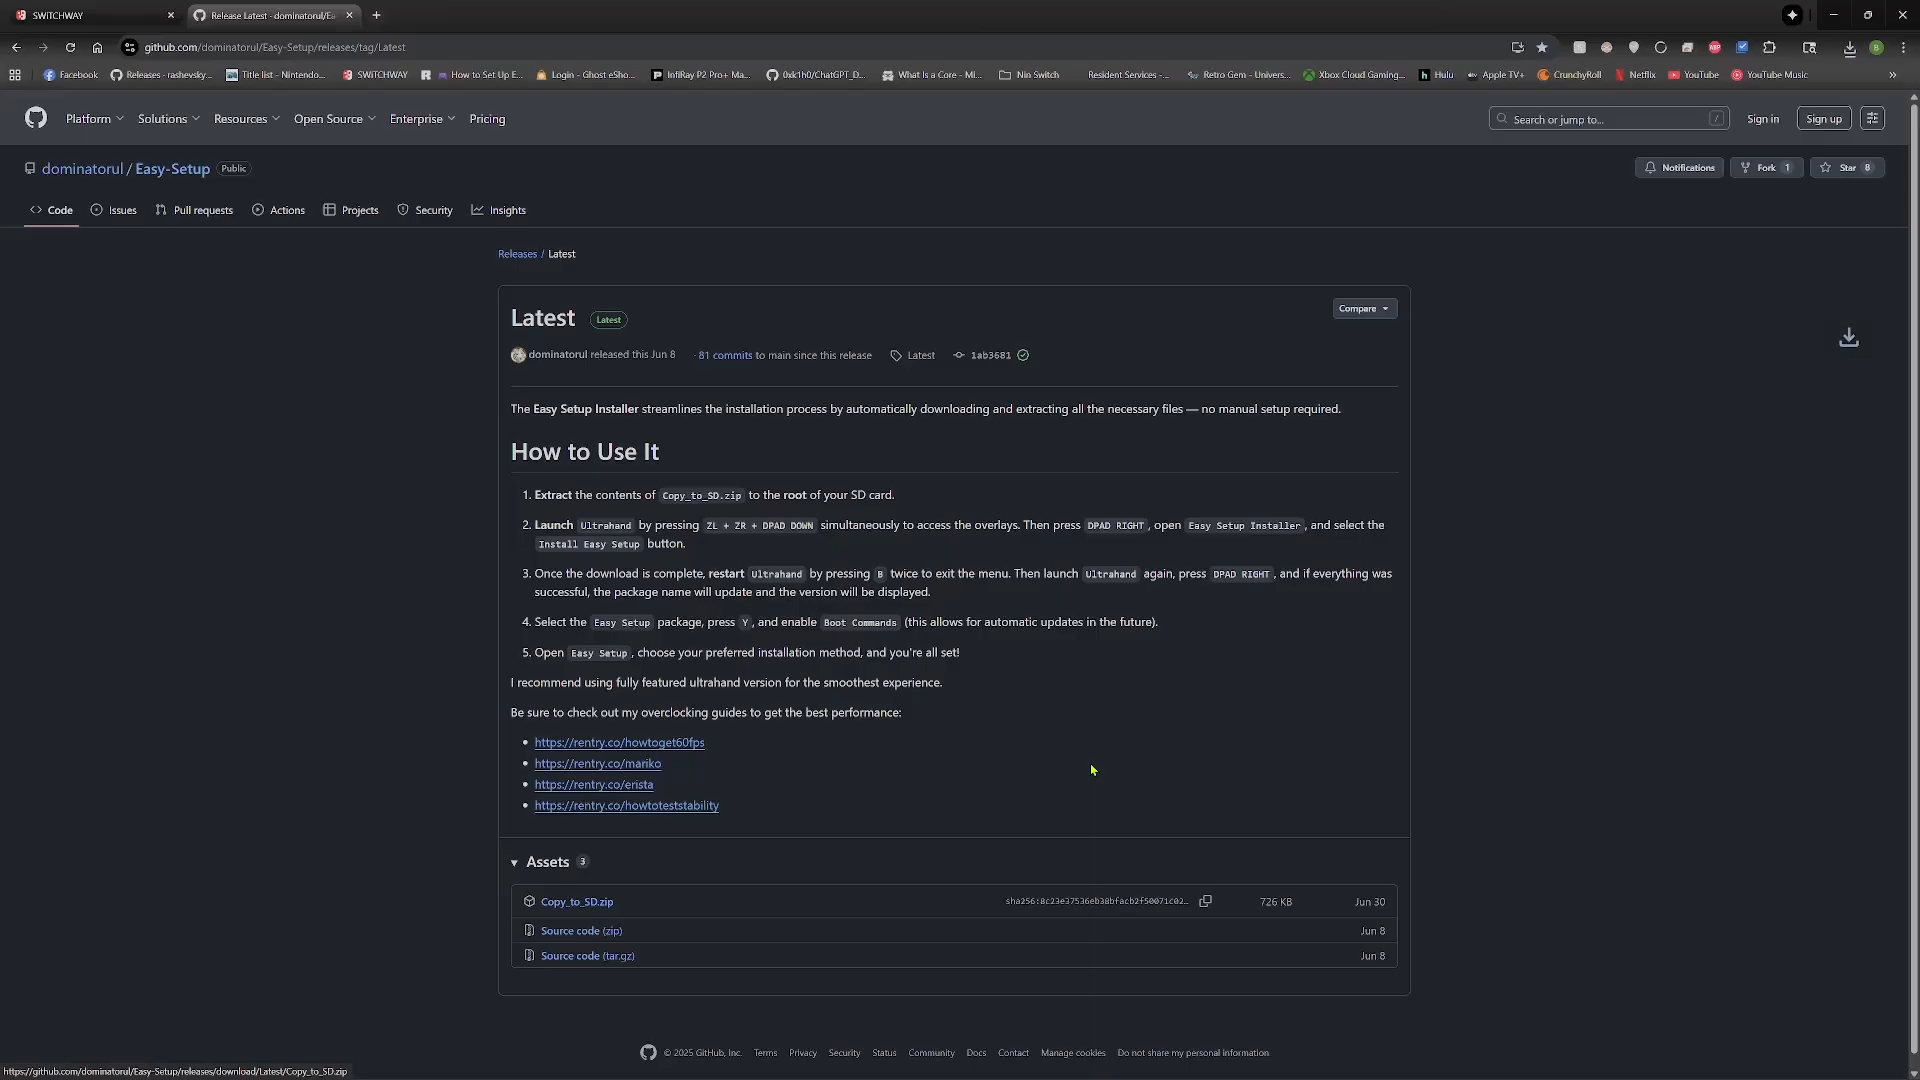 SWITCHWAY
Release Latest · dominatorul/Ea
github.com/dominatorul/Easy-Setup/releases/tag/Latest
Facebook
Releases · rashevsky...
Title list - Nintendo...
SWITCHWAY
How to Set Up E...
Login - Ghost eSho...
InfiRay P2 Pro+ Ma...
0xk1h0/ChatGPT_D...
What is a Core - Mi...
Nin Switch
Resident Services -...
Retro Gem - Univers...
Xbox Cloud Gaming...
Hulu
Apple TV+
CrunchyRoll
Netflix
YouTube
YouTube Music
Platform
Solutions
Resources
Open Source
Enterprise
Pricing
Search or jump to...
/
Sign in
Sign up
dominatorul / Easy-Setup
Public
Notifications
Fork 1
Star 8
Code
Issues
Pull requests
Actions
Projects
Security
Insights
Releases / Latest
Latest
Latest
Compare
dominatorul released this Jun 8
· 81 commits to main since this release
Latest
1ab3681
The Easy Setup Installer streamlines the installation process by automatically downloading and extracting all the necessary files — no manual setup required.
How to Use It
1. Extract the contents of Copy_to_SD.zip to the root of your SD card.
2. Launch Ultrahand by pressing ZL + ZR + DPAD DOWN simultaneously to access the overlays. Then press DPAD RIGHT, open Easy Setup Installer, and select the
Install Easy Setup button.
3. Once the download is complete, restart Ultrahand by pressing B twice to exit the menu. Then launch Ultrahand again, press DPAD RIGHT, and if everything was
successful, the package name will update and the version will be displayed.
4. Select the Easy Setup package, press Y, and enable Boot Commands (this allows for automatic updates in the future).
5. Open Easy Setup, choose your preferred installation method, and you're all set!
I recommend using fully featured ultrahand version for the smoothest experience.
Be sure to check out my overclocking guides to get the best performance:
• https://rentry.co/howtoget60fps
• https://rentry.co/mariko
• https://rentry.co/erista
• https://rentry.co/howtoteststability
Assets 3
Copy_to_SD.zip
sha256:8c23e37536eb38bfacb2f50071c02...
726 KB
Jun 30
Source code (zip)
Jun 8
Source code (tar.gz)
Jun 8
© 2025 GitHub, Inc.
Terms
Privacy
Security
Status
Community
Docs
Contact
Manage cookies
Do not share my personal information
https://github.com/dominatorul/Easy-Setup/releases/download/Latest/Copy_to_SD.zip